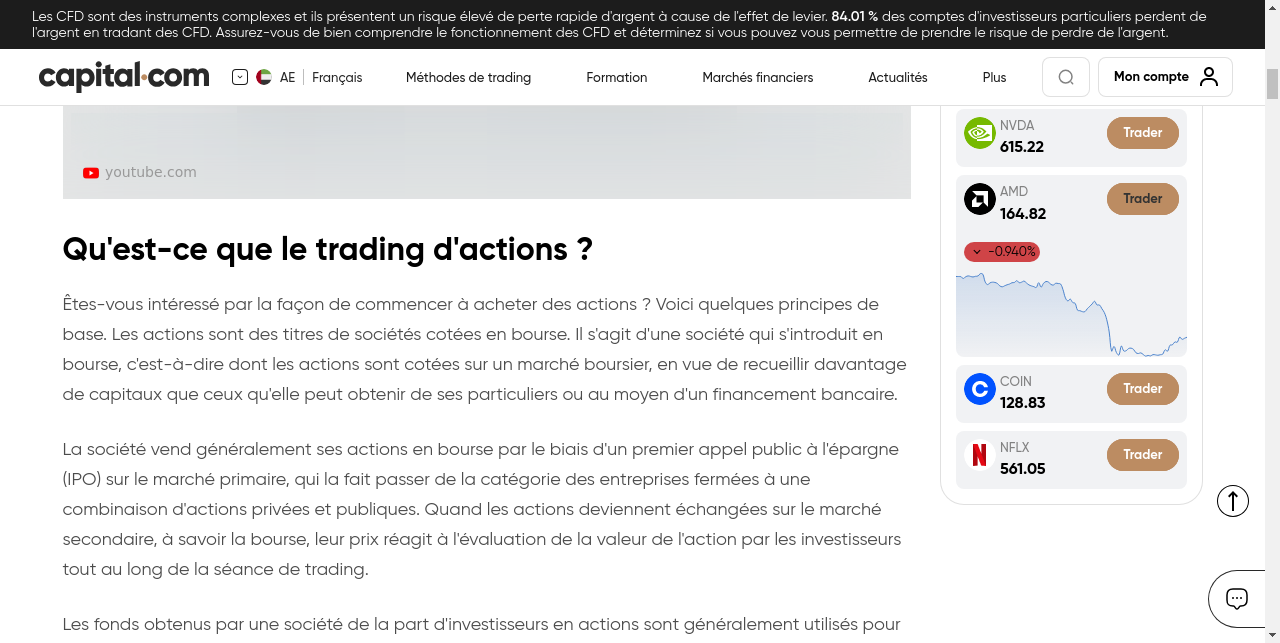 Les CFD sont des instruments complexes et ils présentent un risque élevé de perte rapide d'argent à cause de l'effet de levier. 84.01 % des comptes d'investisseurs particuliers perdent de
l'argent en tradant des CFD. Assurez-vous de bien comprendre le fonctionnement des CFD et déterminez si vous pouvez vous permettre de prendre le risque de perdre de l'argent.
capital.com
AE
Français
Méthodes de trading
Formation
Marchés financiers
Actualités
Plus
Mon compte
youtube.com
Qu'est-ce que le trading d'actions ?
Êtes-vous intéressé par la façon de commencer à acheter des actions ? Voici quelques principes de
base. Les actions sont des titres de sociétés cotées en bourse. Il s'agit d'une société qui s'introduit en
bourse, c'est-à-dire dont les actions sont cotées sur un marché boursier, en vue de recueillir davantage
de capitaux que ceux qu'elle peut obtenir de ses particuliers ou au moyen d'un financement bancaire.
La société vend généralement ses actions en bourse par le biais d'un premier appel public à l'épargne
(IPO) sur le marché primaire, qui la fait passer de la catégorie des entreprises fermées à une
combinaison d'actions privées et publiques. Quand les actions deviennent échangées sur le marché
secondaire, à savoir la bourse, leur prix réagit à l'évaluation de la valeur de l'action par les investisseurs
tout au long de la séance de trading.
Les fonds obtenus par une société de la part d'investisseurs en actions sont généralement utilisés pour
NVDA
615.22
Trader
AMD
164.82
Trader
-0.940%
COIN
128.83
Trader
NFLX
561.05
Trader